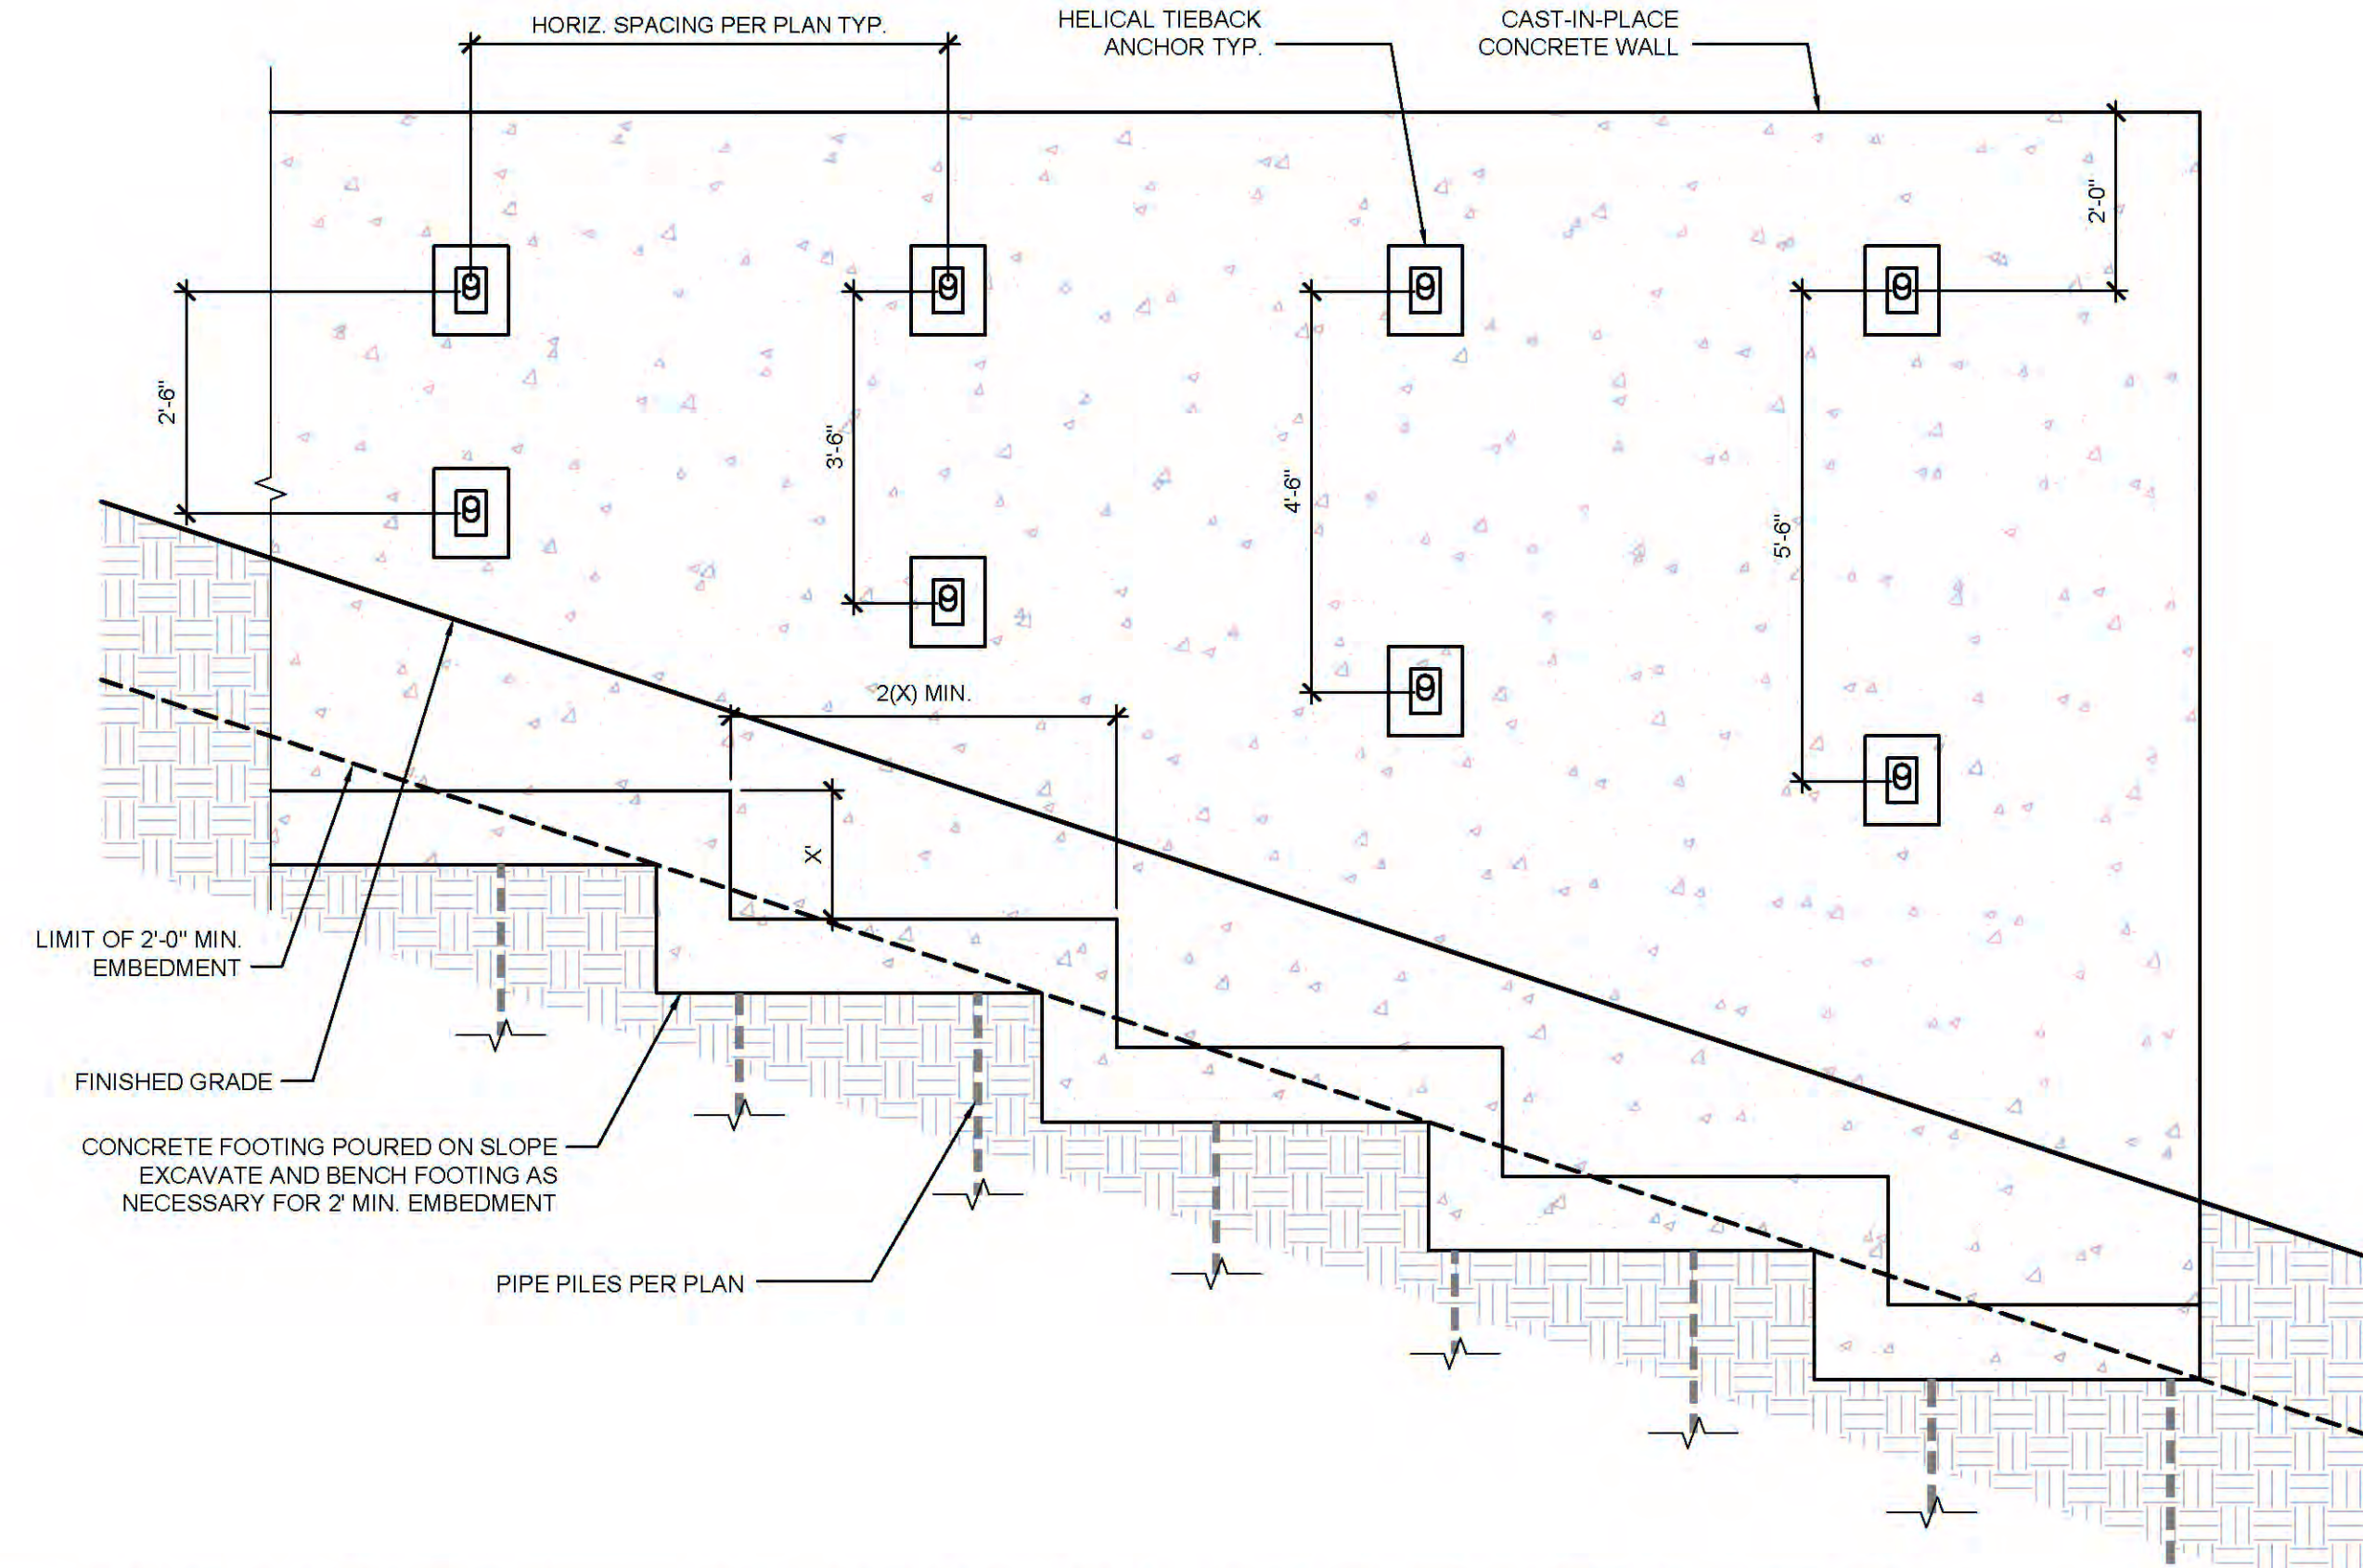 HORIZ. SPACING PER PLAN TYP.
HELICAL TIEBACK
ANCHOR TYP.
CAST-IN-PLACE
CONCRETE WALL
2'-0"
2'-6"
3'-6"
4'-6"
5'-6"
2(X) MIN.
X'
LIMIT OF 2'-0" MIN.
EMBEDMENT
FINISHED GRADE
CONCRETE FOOTING POURED ON SLOPE
EXCAVATE AND BENCH FOOTING AS
NECESSARY FOR 2' MIN. EMBEDMENT
PIPE PILES PER PLAN